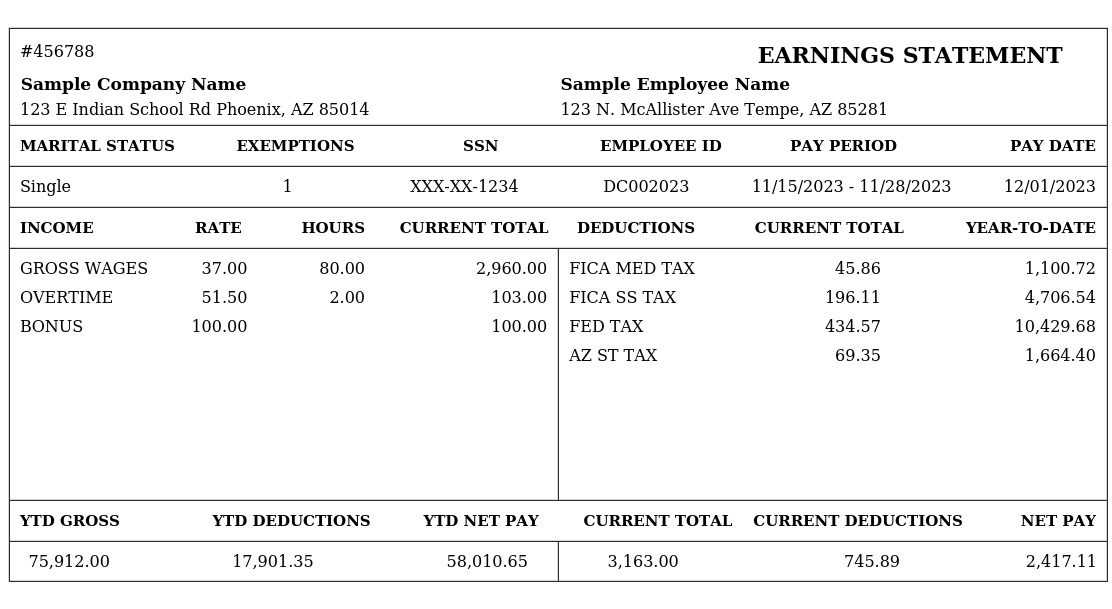 #456788
EARNINGS STATEMENT
Sample Company Name Sample Employee Name
123 E Indian School Rd Phoenix, AZ 85014 123 N. McAllister Ave Tempe, AZ 85281
MARITAL STATUS EXEMPTIONS SSN EMPLOYEE ID PAY PERIOD PAY DATE
Single 1 XXX-XX-1234 DC002023 11/15/2023 - 11/28/2023 12/01/2023
INCOME RATE HOURS CURRENT TOTAL DEDUCTIONS CURRENT TOTAL YEAR-TO-DATE
GROSS WAGES 37.00 80.00 2,960.00 FICA MED TAX 45.86 1,100.72
OVERTIME 51.50 2.00 103.00 FICA SS TAX 196.11 4,706.54
BONUS 100.00 100.00 FED TAX 434.57 10,429.68
AZ ST TAX 69.35 1,664.40
YTD GROSS YTD DEDUCTIONS YTD NET PAY CURRENT TOTAL CURRENT DEDUCTIONS NET PAY
75,912.00 17,901.35 58,010.65 3,163.00 745.89 2,417.11